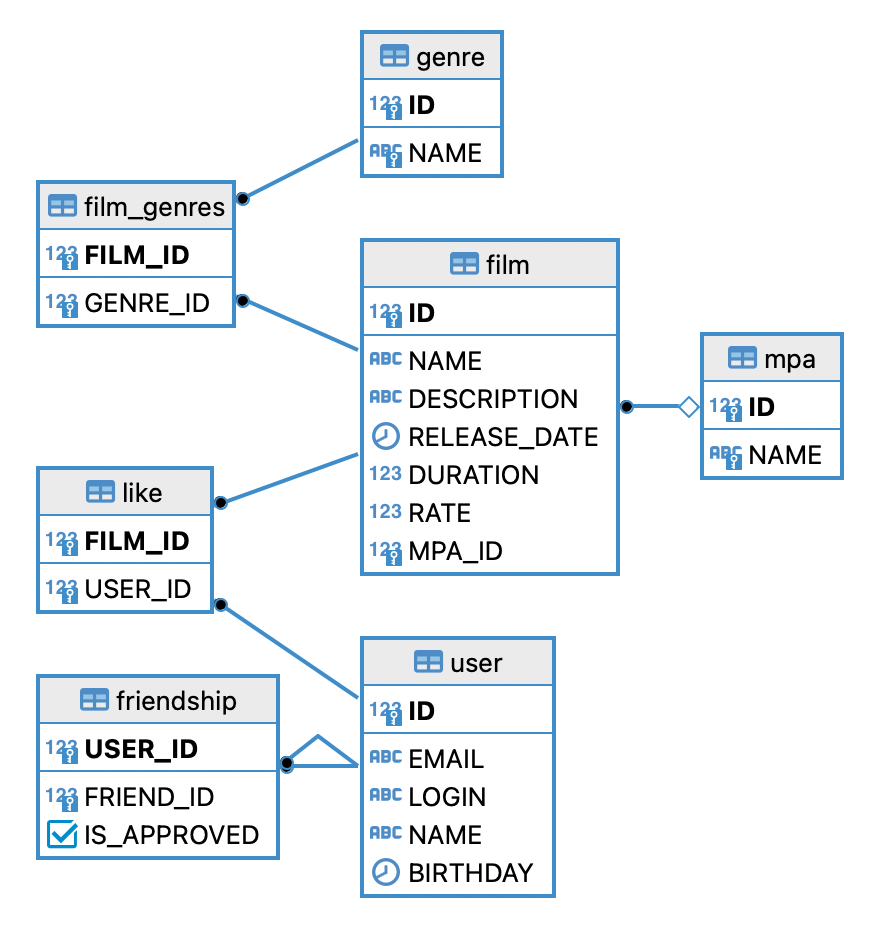 genre
123 ID
ABC NAME
film_genres
123 FILM_ID
123 GENRE_ID
film
123 ID
ABC NAME
ABC DESCRIPTION
RELEASE_DATE
123 DURATION
123 RATE
123 MPA_ID
mpa
123 ID
ABC NAME
like
123 FILM_ID
123 USER_ID
friendship
123 USER_ID
123 FRIEND_ID
IS_APPROVED
user
123 ID
ABC EMAIL
ABC LOGIN
ABC NAME
BIRTHDAY